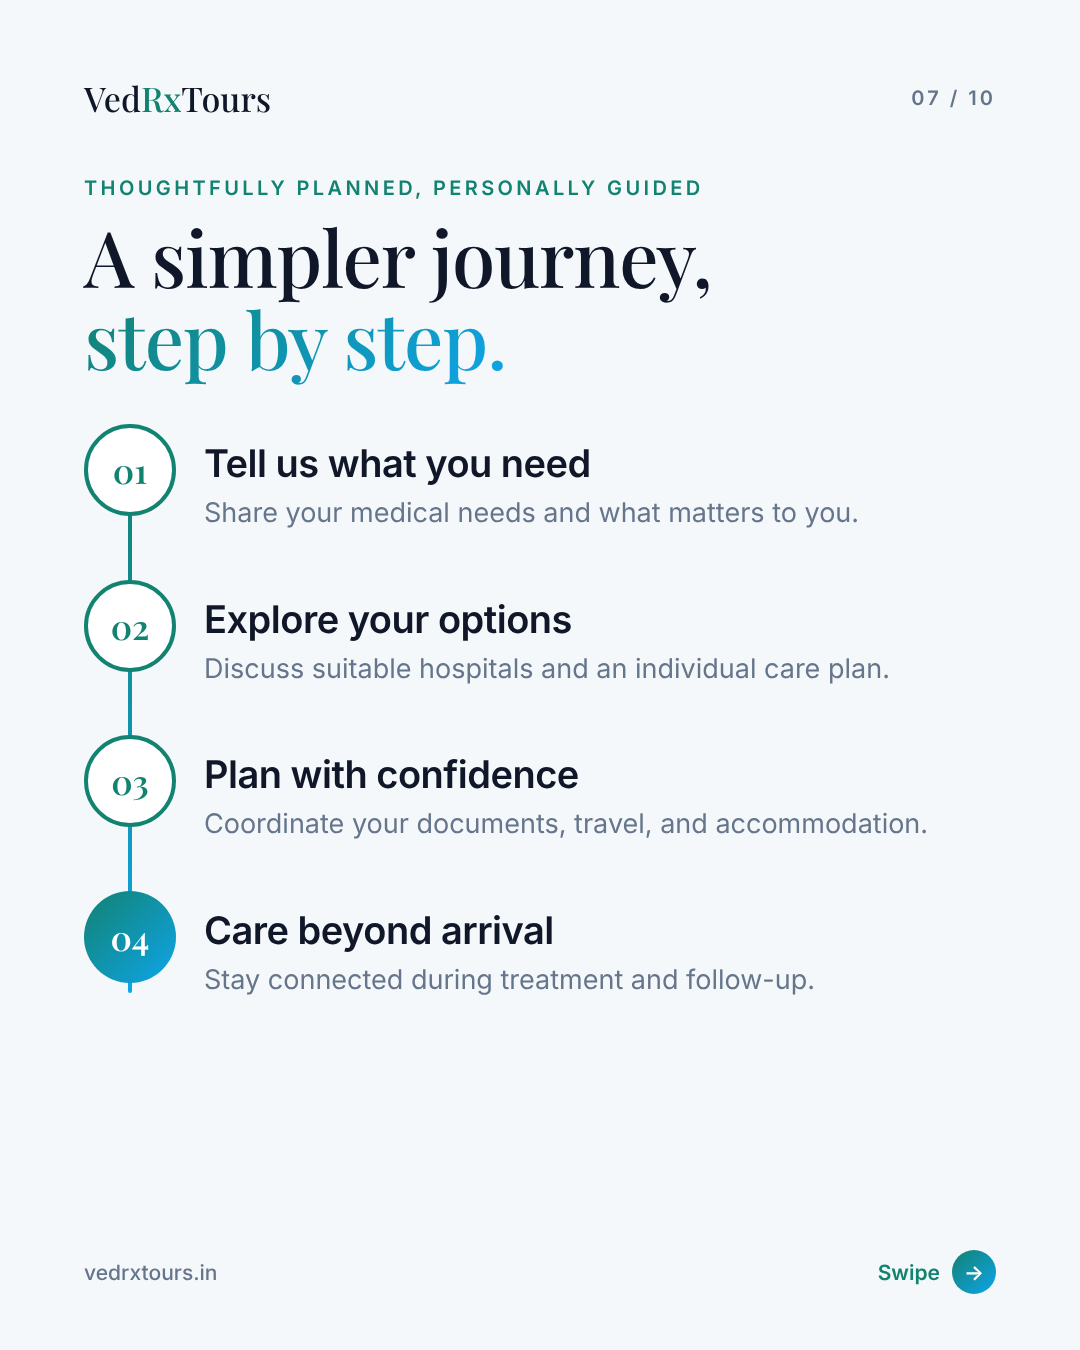 VedRxTours
07 / 10
THOUGHTFULLY PLANNED, PERSONALLY GUIDED
A simpler journey,
step by step.
01
Tell us what you need
Share your medical needs and what matters to you.
02
Explore your options
Discuss suitable hospitals and an individual care plan.
03
Plan with confidence
Coordinate your documents, travel, and accommodation.
04
Care beyond arrival
Stay connected during treatment and follow-up.
vedrxtours.in
Swipe →